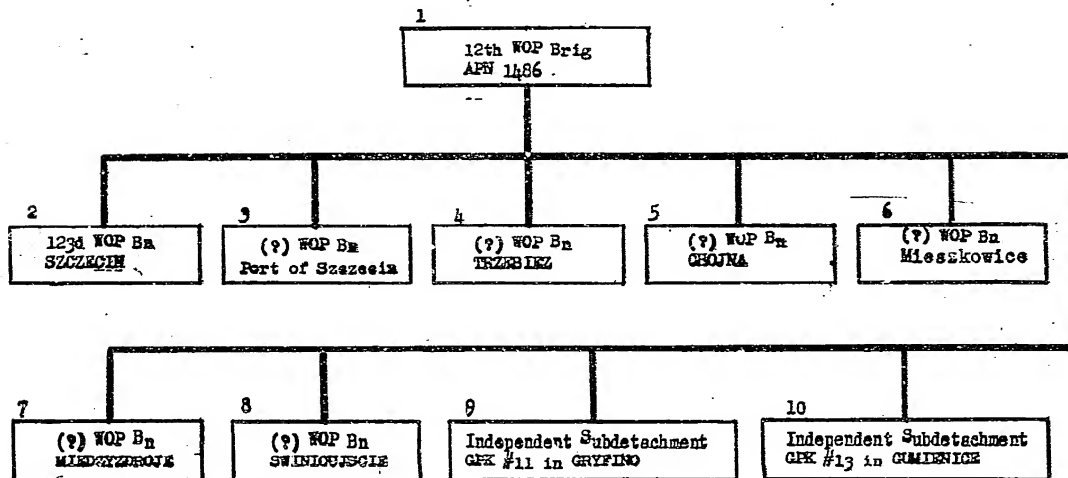 1
12th WOP Brig
APN 1486
2
123d WOP Bn
SZCZECIN
3
(?) WOP Bn
Port of Szczecin
4
(?) WOP Bn
TRZEBIEZ
5
(?) WOP Bn
CHOJNA
6
(?) WOP Bn
Mieszkowice
7
(?) WOP Bn
MIEDZYZDROJE
8
(?) WOP Bn
SWINIOUJSCIE
9
Independent Subdetachment
GPK #11 in GRYFINO
10
Independent Subdetachment
GPK #13 in GUMIENICE